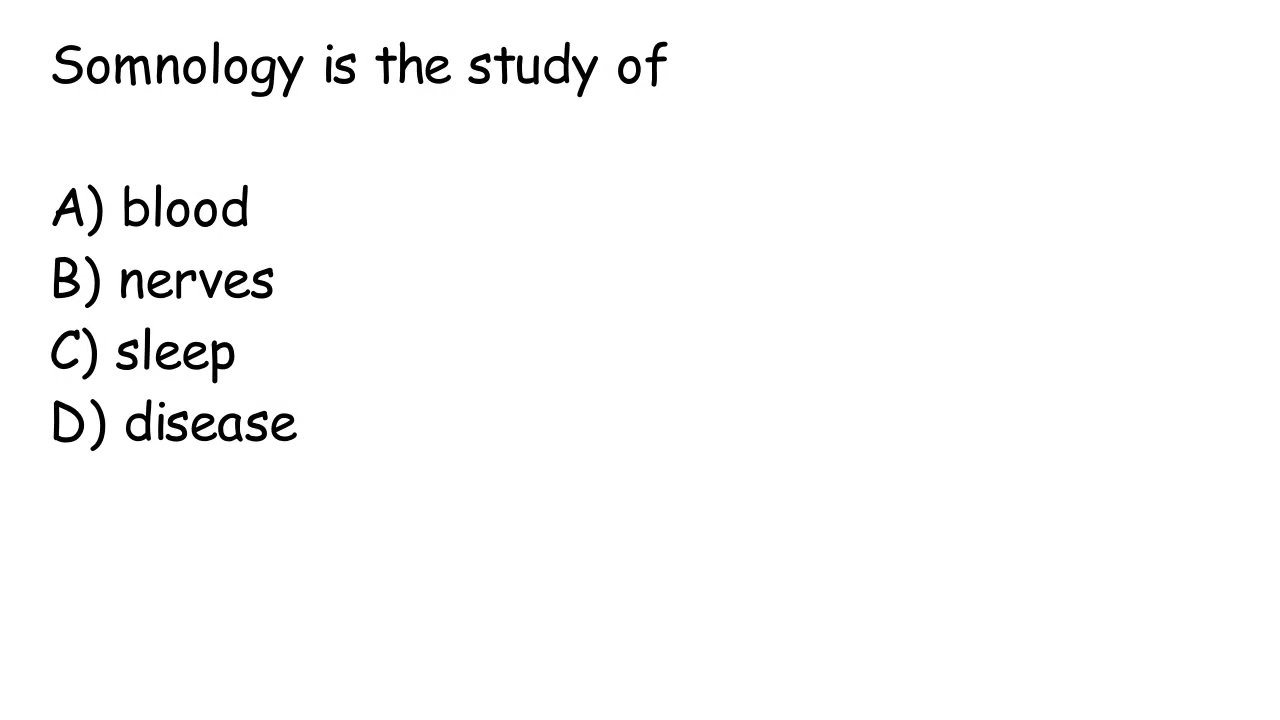 Somnology is the study of
A) blood
B) nerves
C) sleep
D) disease